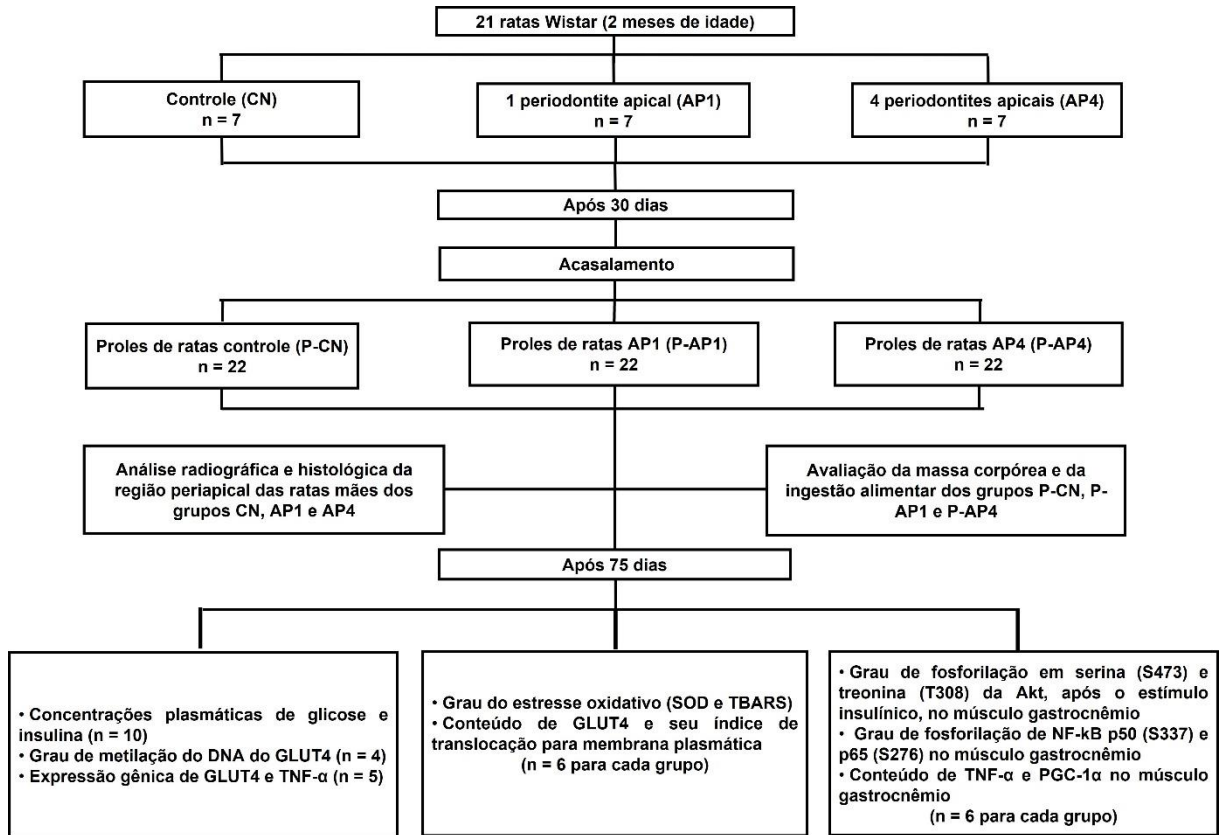 21 ratas Wistar (2 meses de idade)
Controle (CN)
n = 7
1 periodontite apical (AP1)
n = 7
4 periodontites apicais (AP4)
n = 7
Após 30 dias
Acasalamento
Proles de ratas controle (P-CN)
n = 22
Proles de ratas AP1 (P-AP1)
n = 22
Proles de ratas AP4 (P-AP4)
n = 22
Análise radiográfica e histológica da
região periapical das ratas mães dos
grupos CN, AP1 e AP4
Avaliação da massa corpórea e da
ingestão alimentar dos grupos P-CN, P-
AP1 e P-AP4
Após 75 dias
• Concentrações plasmáticas de glicose e
insulina (n = 10)
• Grau de metilação do DNA do GLUT4 (n = 4)
• Expressão gênica de GLUT4 e TNF-α (n = 5)
• Grau do estresse oxidativo (SOD e TBARS)
• Conteúdo de GLUT4 e seu índice de
translocação para membrana plasmática
(n = 6 para cada grupo)
• Grau de fosforilação em serina (S473) e
treonina (T308) da Akt, após o estímulo
insulínico, no músculo gastrocnêmio
• Grau de fosforilação de NF-kB p50 (S337) e
p65 (S276) no músculo gastrocnêmio
• Conteúdo de TNF-α e PGC-1α no músculo
gastrocnêmio
(n = 6 para cada grupo)